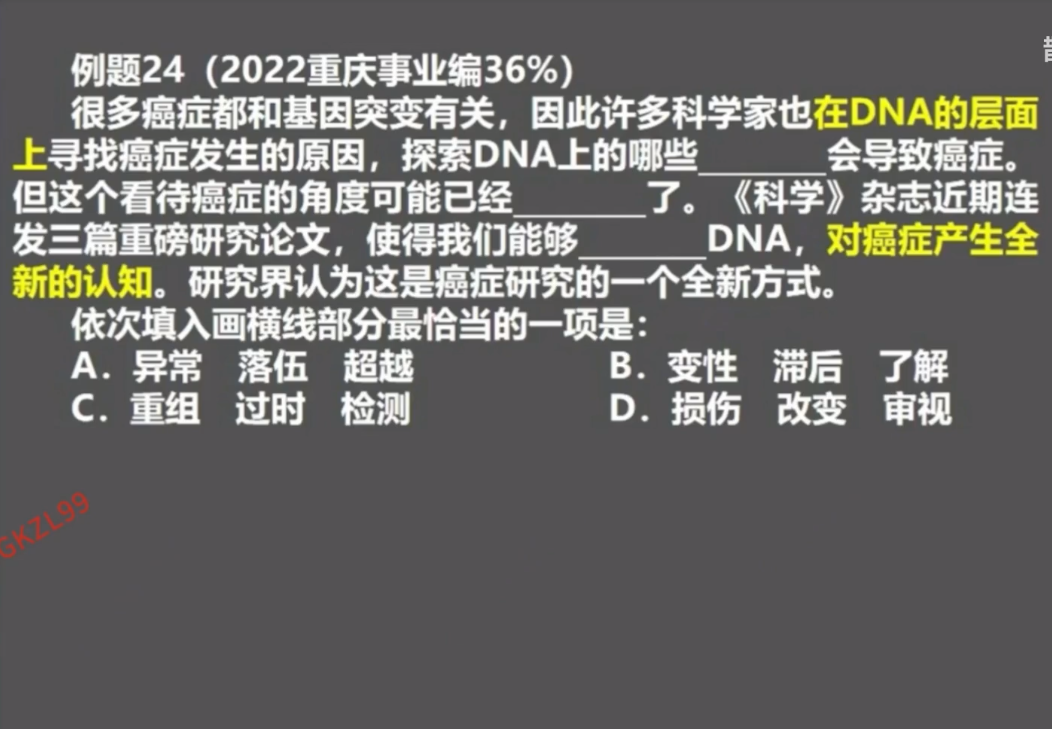 例题24（2022重庆事业编36%）
很多癌症都和基因突变有关，因此许多科学家也在DNA的层面
上寻找癌症发生的原因，探索DNA上的哪些_______会导致癌症。
但这个看待癌症的角度可能已经_______了。《科学》杂志近期连
发三篇重磅研究论文，使得我们能够_______DNA，对癌症产生全
新的认知。研究界认为这是癌症研究的一个全新方式。
依次填入画横线部分最恰当的一项是：
A．异常 落伍 超越 B．变性 滞后 了解
C．重组 过时 检测 D．损伤 改变 审视
GKZL99